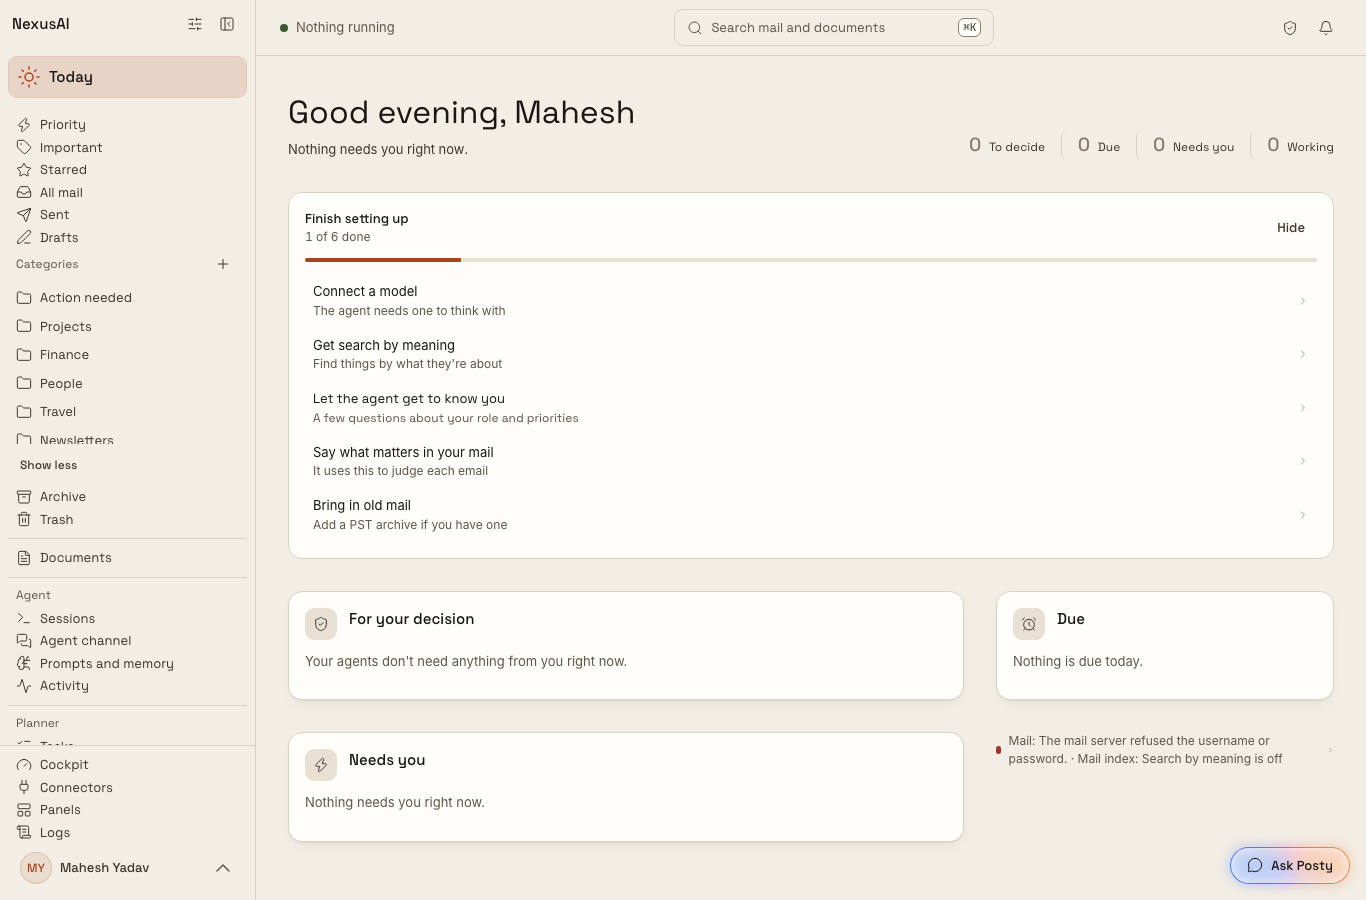 NexusAI
Today
Priority
Important
Starred
All mail
Sent
Drafts
Categories
Action needed
Projects
Finance
People
Travel
Newsletters
Show less
Archive
Trash
Documents
Agent
Sessions
Agent channel
Prompts and memory
Activity
Planner
Tasks
Cockpit
Connectors
Panels
Logs
MY Mahesh Yadav
Nothing running
Search mail and documents ⌘K
Good evening, Mahesh
Nothing needs you right now.
0 To decide 0 Due 0 Needs you 0 Working
Finish setting up
1 of 6 done
Hide
Connect a model
The agent needs one to think with
Get search by meaning
Find things by what they're about
Let the agent get to know you
A few questions about your role and priorities
Say what matters in your mail
It uses this to judge each email
Bring in old mail
Add a PST archive if you have one
For your decision
Your agents don't need anything from you right now.
Due
Nothing is due today.
Needs you
Nothing needs you right now.
Mail: The mail server refused the username or
password. · Mail index: Search by meaning is off
Ask Posty